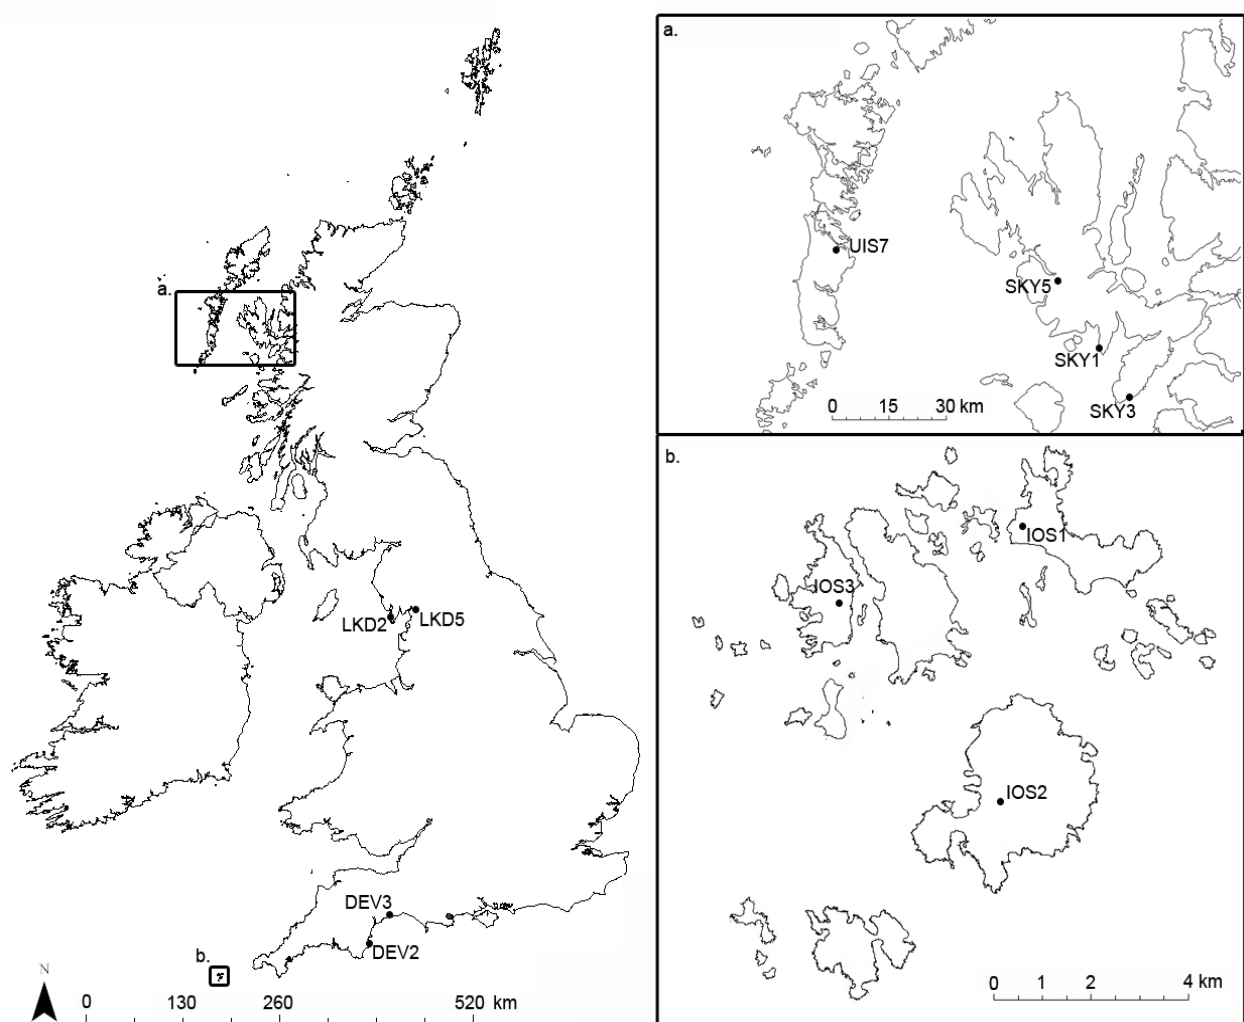 a.
LKD2
LKD5
DEV3
DEV2
b.
N
0 130 260 520 km
a.
UIS7
SKY5
SKY1
SKY3
0 15 30 km
b.
IOS1
IOS3
IOS2
0 1 2 4 km